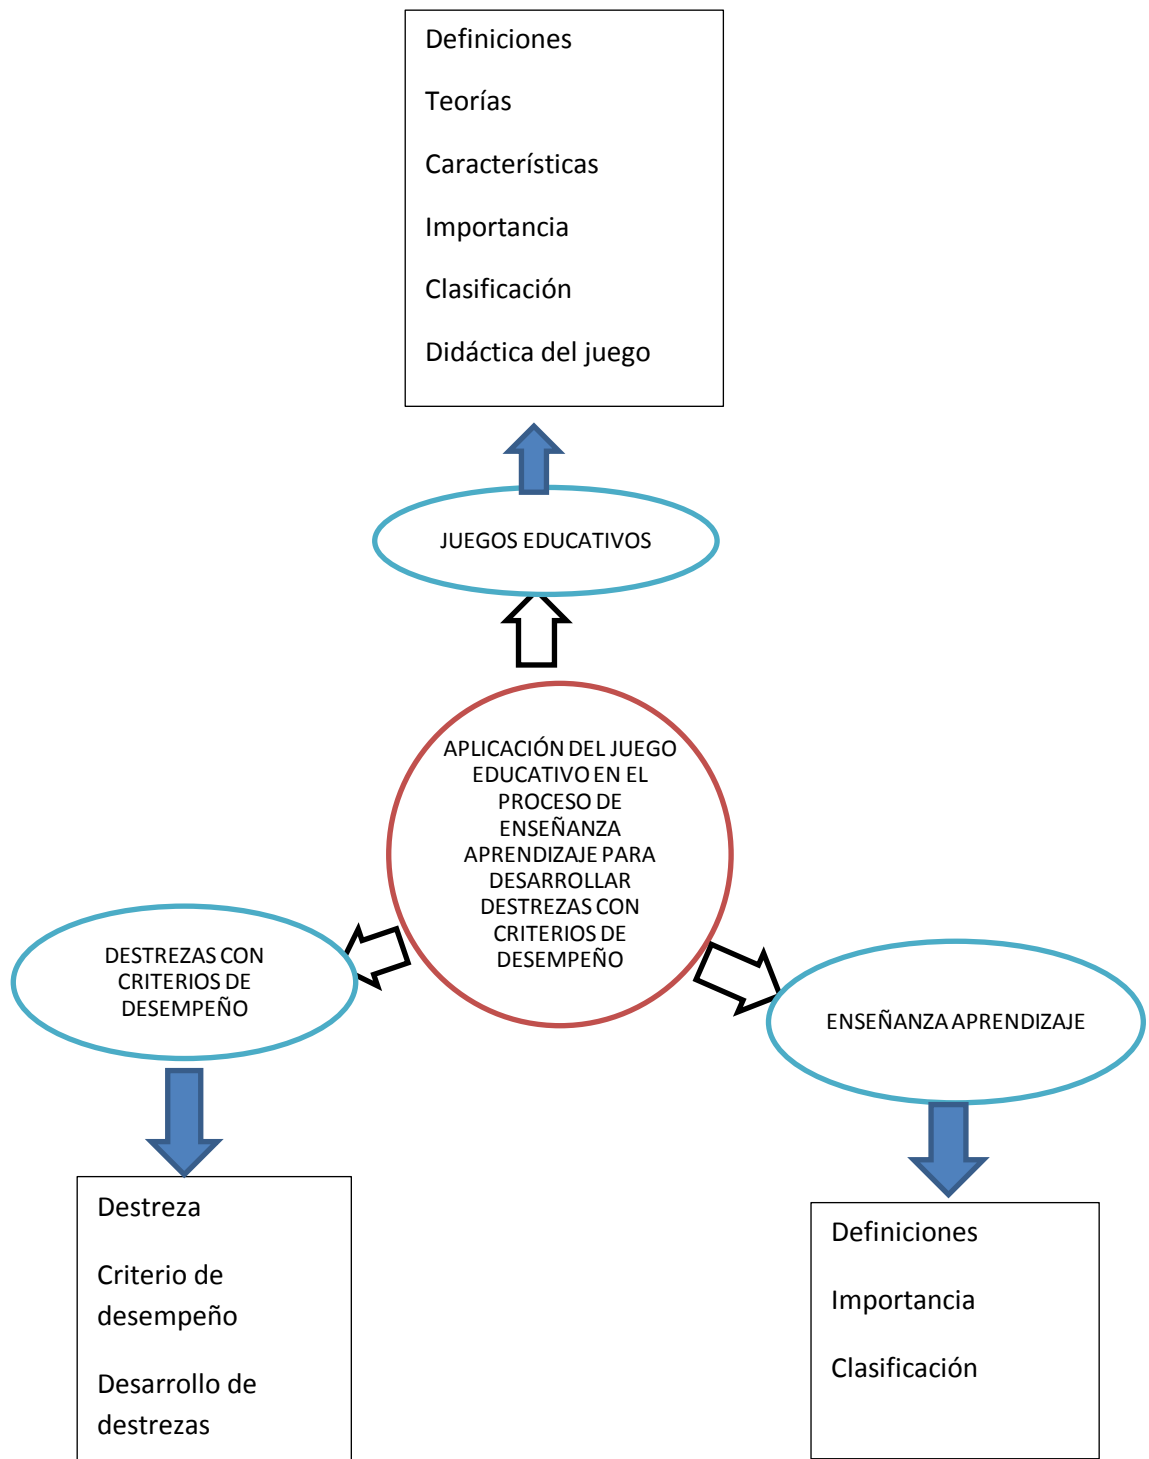 Definiciones
Teorías
Característícas
Importancia
Clasificación
Didáctica del juego
JUEGOS EDUCATIVOS
APLICACIÓN DEL JUEGO
EDUCATIVO EN EL
PROCESO DE
ENSEÑANZA
APRENDIZAJE PARA
DESARROLLAR
DESTREZAS CON
CRITERIOS DE
DESEMPEÑO
DESTREZAS CON
CRITERIOS DE
DESEMPEÑO
ENSEÑANZA APRENDIZAJE
Destreza
Criterio de
desempeño
Desarrollo de
destrezas
Definiciones
Importancia
Clasificación